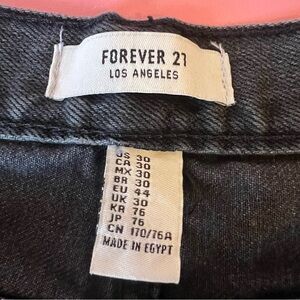 FOREVER 21
LOS ANGELES
US 30
CA 30
MX 30
BR 30
EU 44
UK 30
KR 76
JP 76
CN 170/76A
MADE IN EGYPT